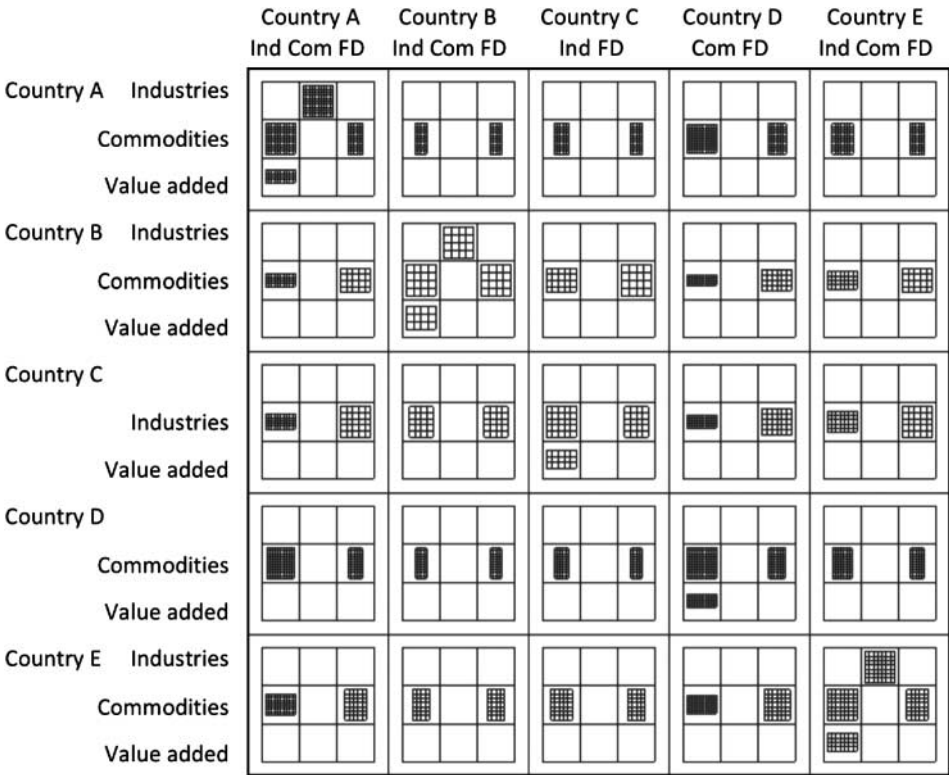 Country A Country B Country C Country D Country E
Ind Com FD Ind Com FD Ind FD Com FD Ind Com FD
Country A Industries
Commodities
Value added
Country B Industries
Commodities
Value added
Country C
Industries
Value added
Country D
Commodities
Value added
Country E Industries
Commodities
Value added